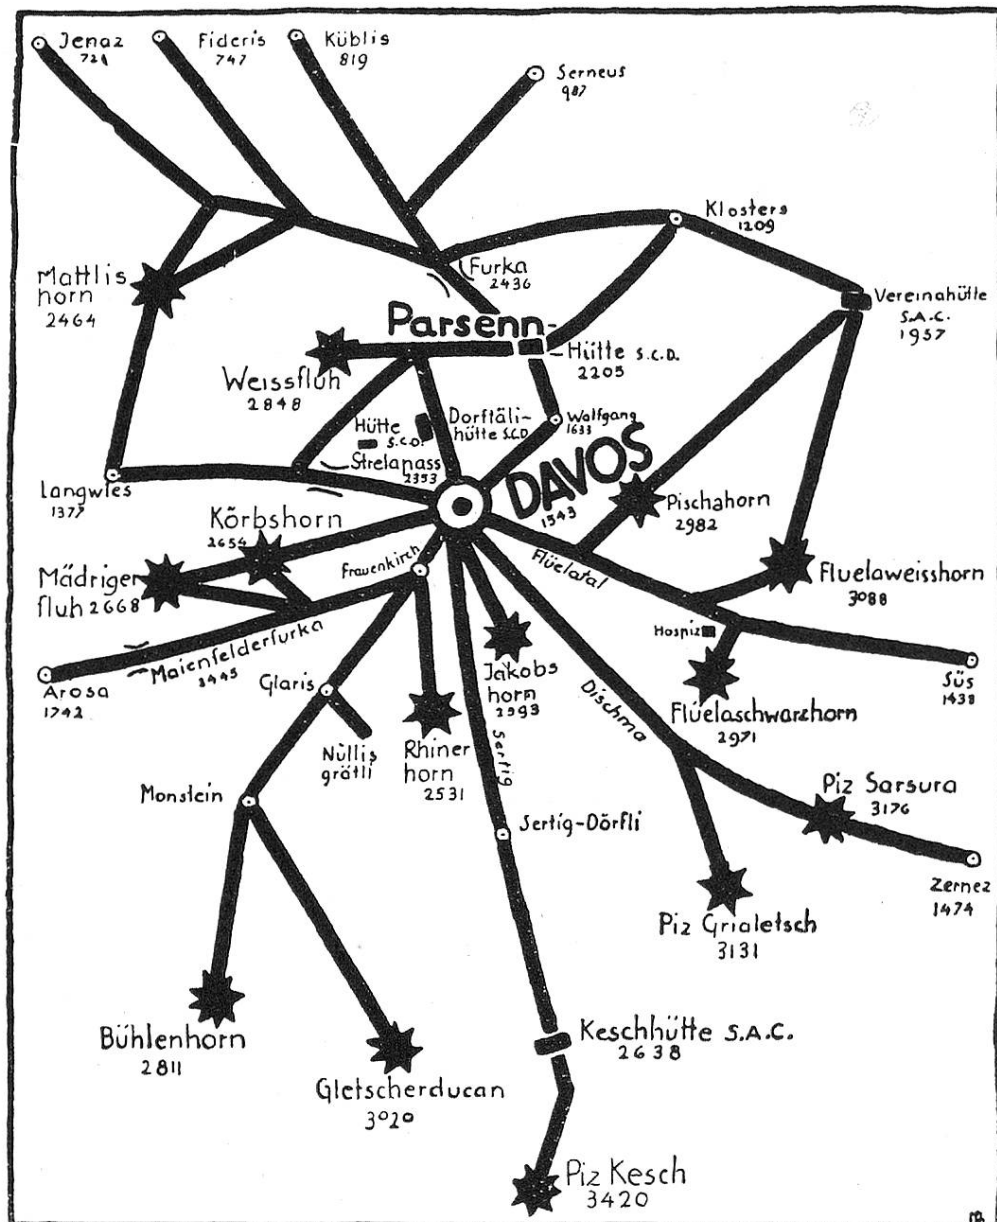 Jenaz
721
Fideris
747
Küblis
819
Serneus
987
Klosters
1209
Furka
2436
Mattlis
horn
2464
Vereinahütte
S.A.C.
1957
Parsenn-
Hütte S.C.D.
2205
Weissfluh
2848
Hütte
S.C.D.
Dorftäli-
hütte S.C.D.
Wolfgang
1633
Strelapass
2353
DAVOS
1543
Langwies
1377
Pischahorn
2982
Körbshorn
2654
Frauenkirch
Flüelatal
Mädriger
fluh 2668
Fluelaweisshorn
3088
Maienfelderfurka
2445
Hospiz
Arosa
1742
Glaris
Jakobs
horn
2593
Süs
1438
Flüelaschwarzhorn
2971
Dischma
Nüllis
grätli
Rhiner
horn
2531
Sertig
Monstein
Piz Sarsura
3176
Sertig-Dörfli
Zernez
1474
Piz Grialetsch
3131
Bühlenhorn
2811
Keschhütte S.A.C.
2638
Gletscherducan
3020
Piz Kesch
3420